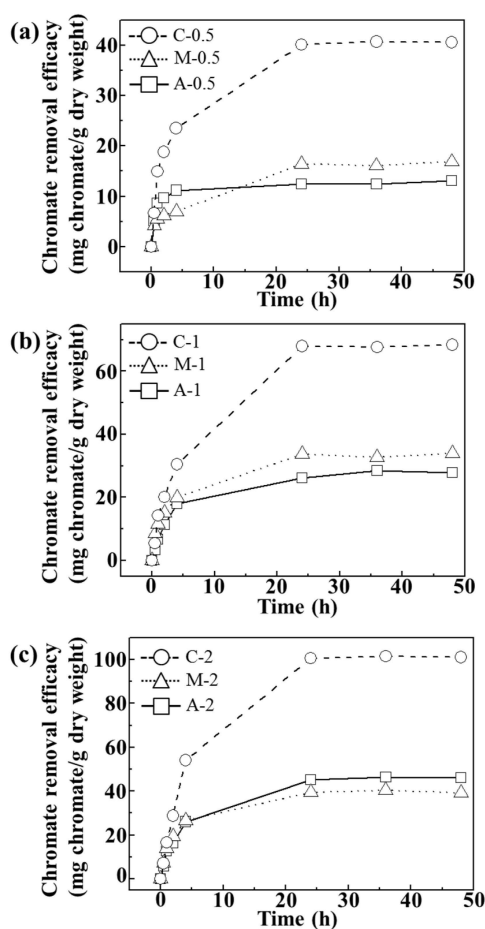 (a)
C-0.5
M-0.5
A-0.5
Chromate removal efficacy
(mg chromate/g dry weight)
40
30
20
10
0
0 10 20 30 40 50
Time (h)
(b)
C-1
M-1
A-1
Chromate removal efficacy
(mg chromate/g dry weight)
60
40
20
0
0 10 20 30 40 50
Time (h)
(c)
C-2
M-2
A-2
Chromate removal efficacy
(mg chromate/g dry weight)
100
80
60
40
20
0
0 10 20 30 40 50
Time (h)